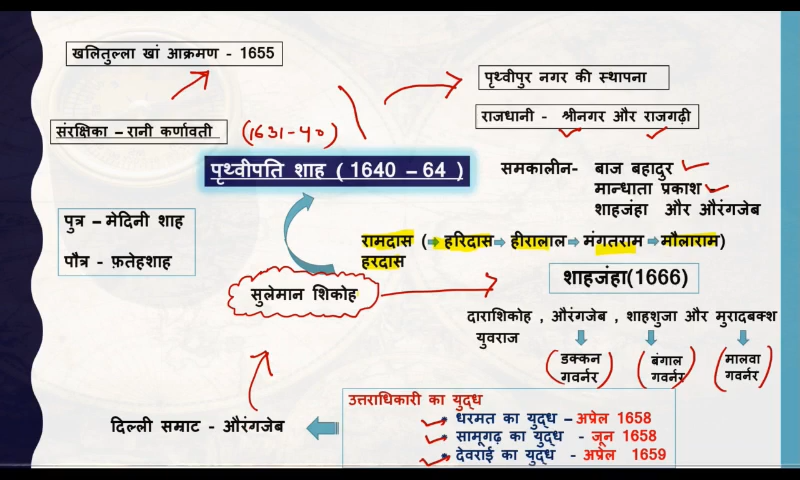 खलितुल्ला खां आक्रमण - 1655
पृथ्वीपुर नगर की स्थापना
राजधानी - श्रीनगर और राजगढ़ी
संरक्षिका – रानी कर्णावती
(1631-40)
पृथ्वीपति शाह ( 1640 – 64 )
समकालीन- बाज बहादुर
मान्धाता प्रकाश
शाहजंहा और औरंगजेब
पुत्र – मेदिनी शाह
पौत्र - फ़तेहशाह
रामदास ( हरिदास हीरालाल मंगतराम मौलाराम)
हरदास
सुलेमान शिकोह
शाहजंहा(1666)
दाराशिकोह , औरंगजेब , शाहशुजा और मुरादबक्श
युवराज
डक्कन गवर्नर
बंगाल गवर्नर
मालवा गवर्नर
उत्तराधिकारी का युद्ध
धरमत का युद्ध – अप्रेल 1658
सामूगढ़ का युद्ध - जून 1658
देवराई का युद्ध - अप्रेल 1659
दिल्ली सम्राट - औरंगजेब